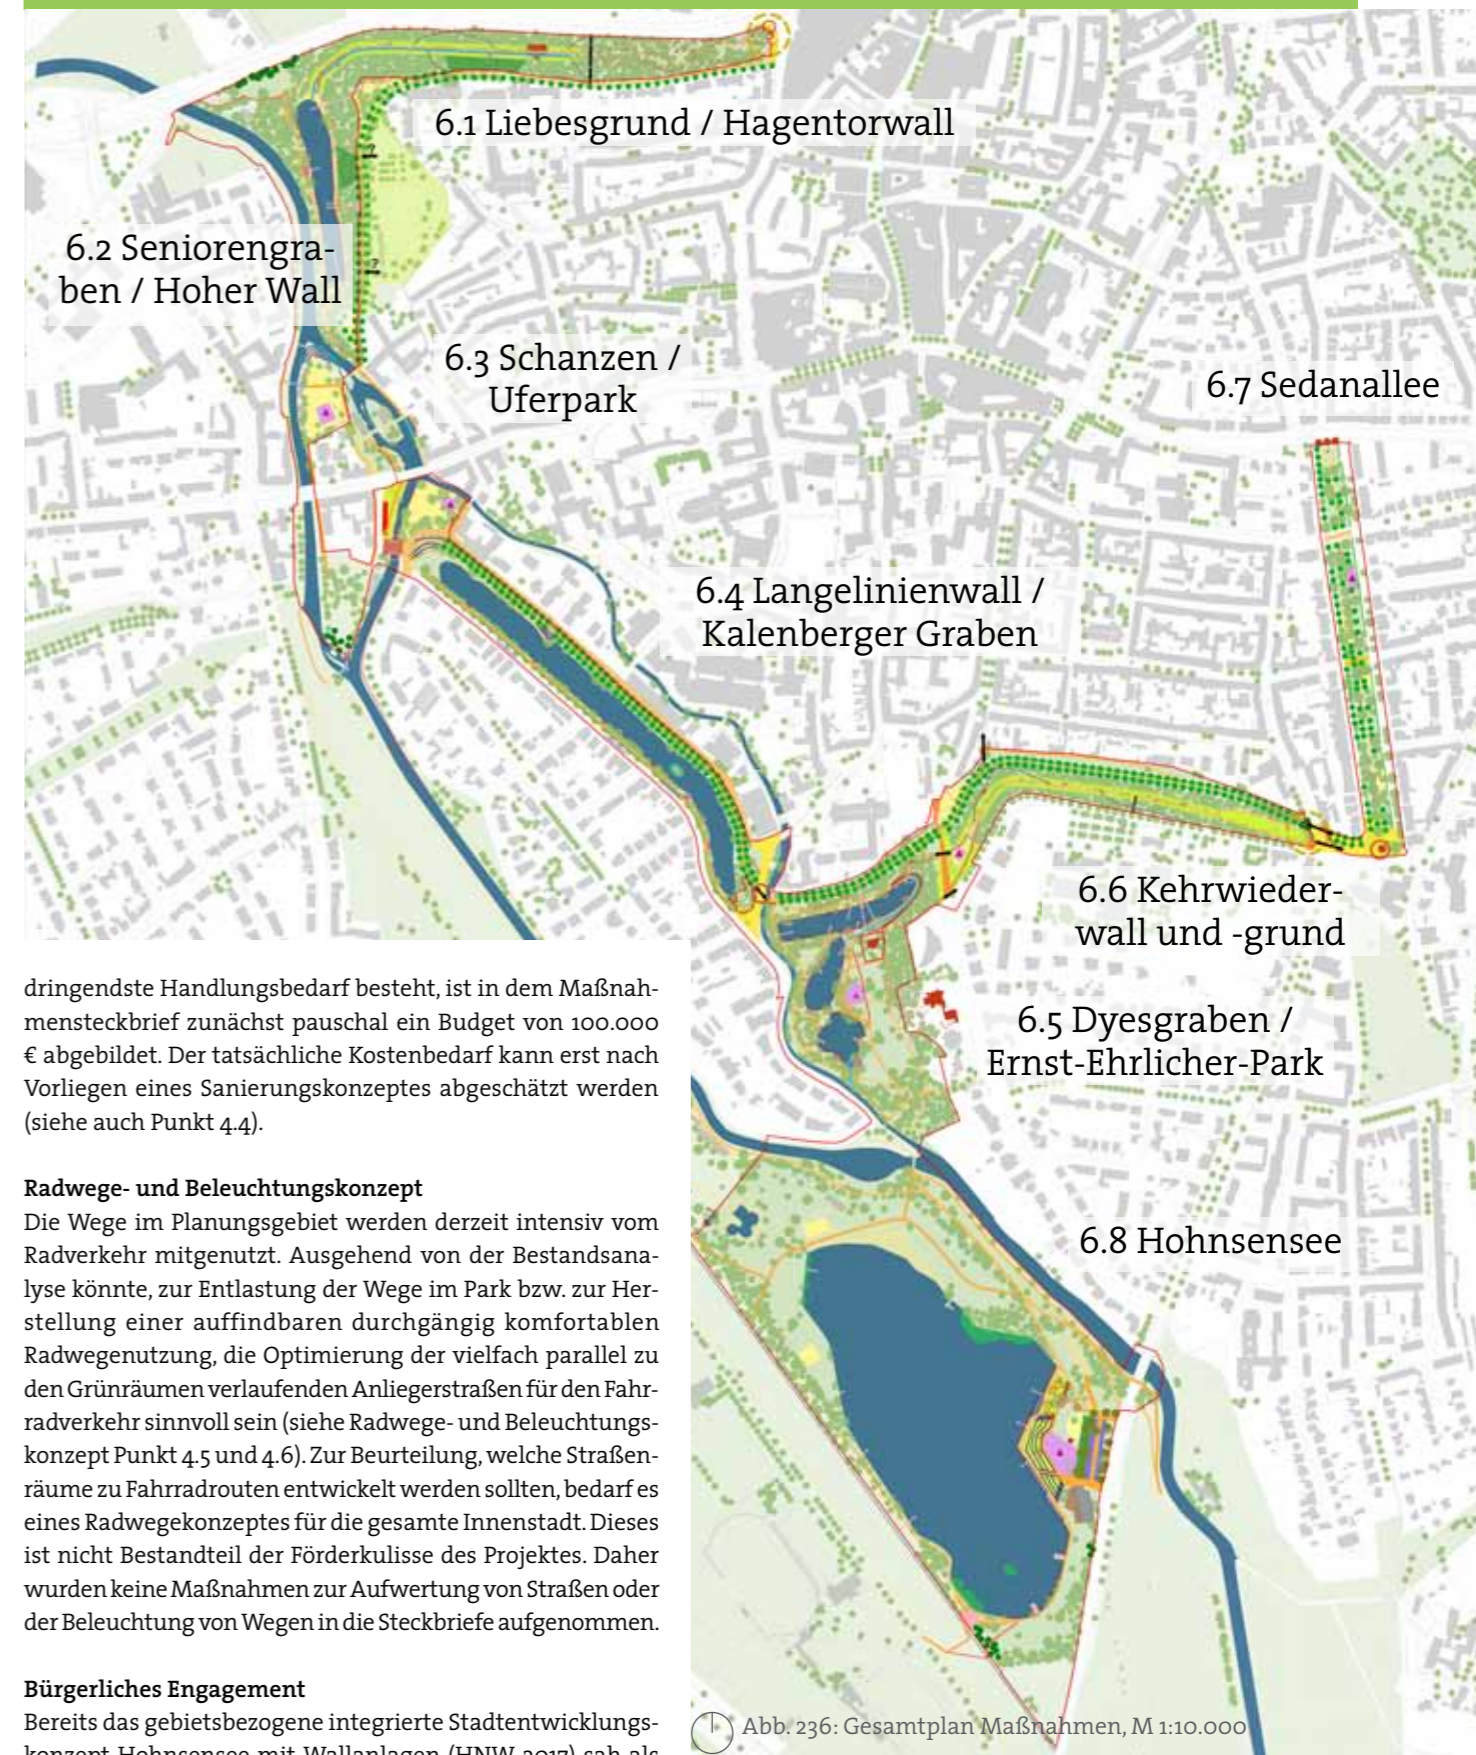 6.1 Liebesgrund / Hagentorwall
6.2 Seniorengra-
ben / Hoher Wall
6.3 Schanzen /
Uferpark
6.7 Sedanallee
6.4 Langelinienwall /
Kalenberger Graben
6.6 Kehrwieder-
wall und -grund
6.5 Dyesgraben /
Ernst-Ehrlicher-Park
6.8 Hohnsensee
Abb. 236: Gesamtplan Maßnahmen, M 1:10.000
dringendste Handlungsbedarf besteht, ist in dem Maßnah-
mensteckbrief zunächst pauschal ein Budget von 100.000
€ abgebildet. Der tatsächliche Kostenbedarf kann erst nach
Vorliegen eines Sanierungskonzeptes abgeschätzt werden
(siehe auch Punkt 4.4).
Radwege- und Beleuchtungskonzept
Die Wege im Planungsgebiet werden derzeit intensiv vom
Radverkehr mitgenutzt. Ausgehend von der Bestandsana-
lyse könnte, zur Entlastung der Wege im Park bzw. zur Her-
stellung einer auffindbaren durchgängig komfortablen
Radwegenutzung, die Optimierung der vielfach parallel zu
den Grünräumen verlaufenden Anliegerstraßen für den Fahr-
radverkehr sinnvoll sein (siehe Radwege- und Beleuchtungs-
konzept Punkt 4.5 und 4.6). Zur Beurteilung, welche Straßen-
räume zu Fahrradrouten entwickelt werden sollten, bedarf es
eines Radwegekonzeptes für die gesamte Innenstadt. Dieses
ist nicht Bestandteil der Förderkulisse des Projektes. Daher
wurden keine Maßnahmen zur Aufwertung von Straßen oder
der Beleuchtung von Wegen in die Steckbriefe aufgenommen.
Bürgerliches Engagement
Bereits das gebietsbezogene integrierte Stadtentwicklungs-
konzept Hohnsensee mit Wallanlagen (HNW 2017) sah als